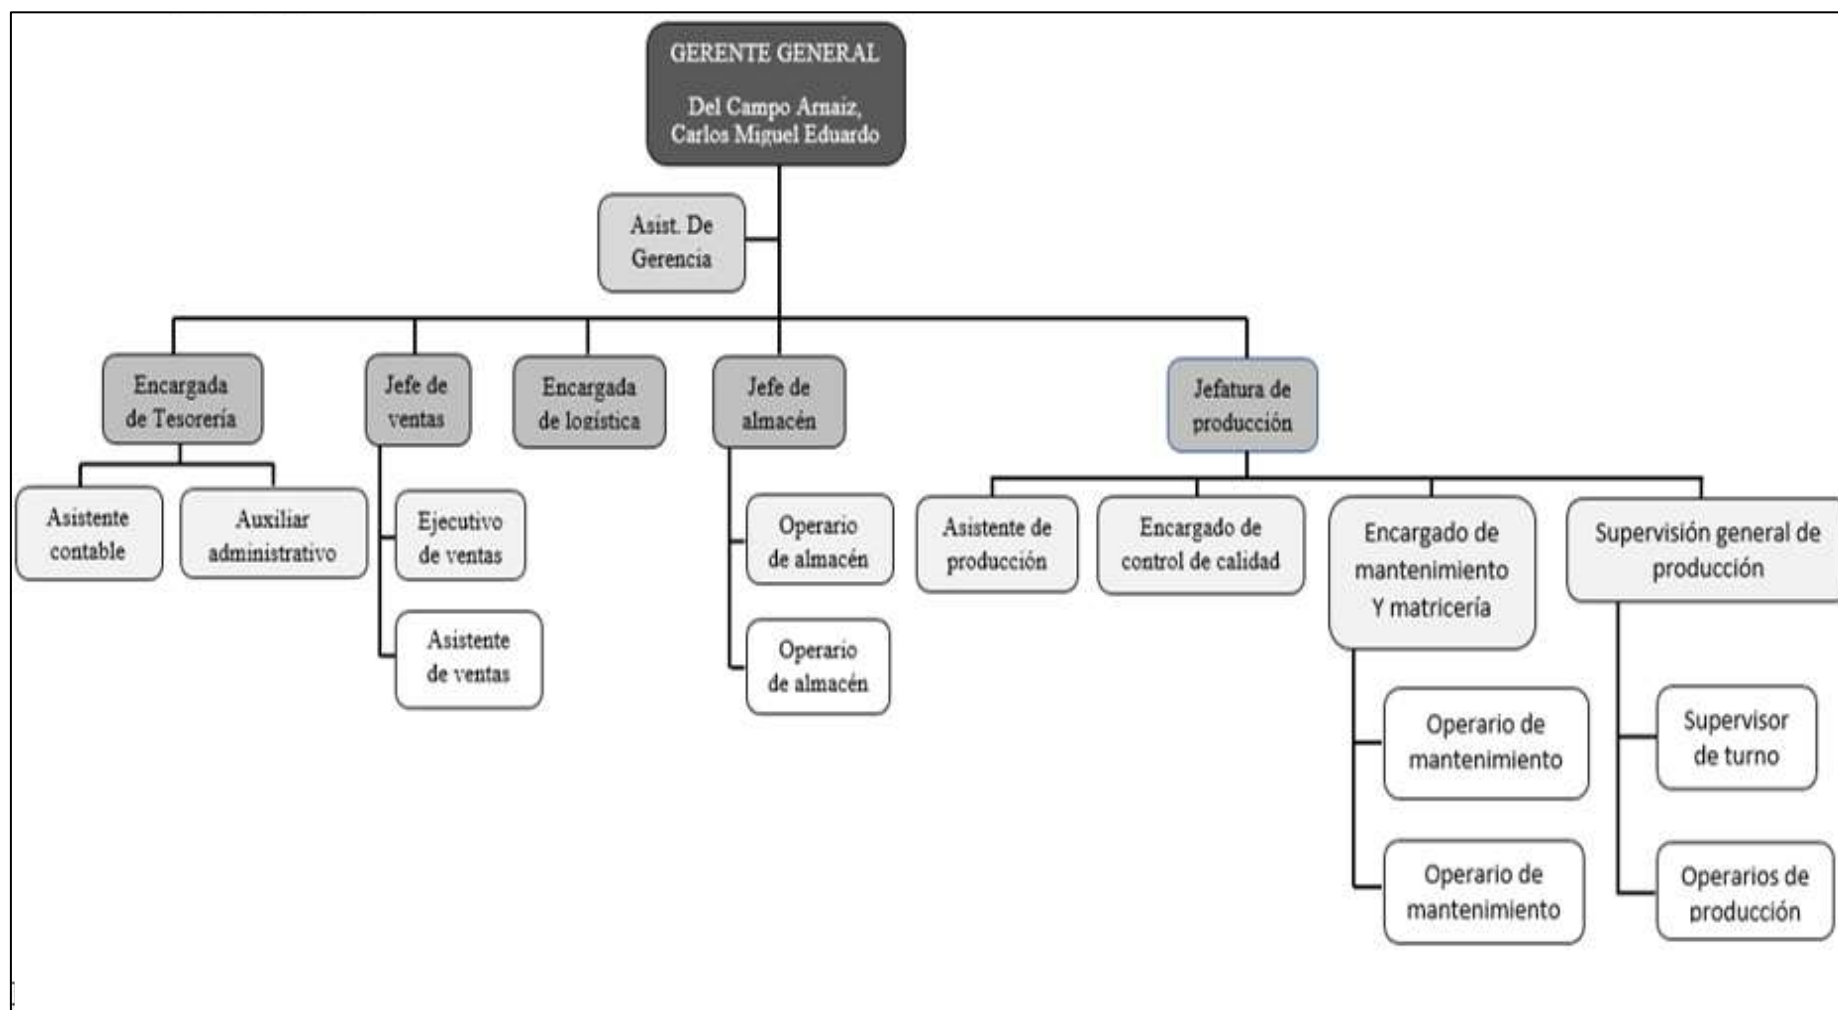 GERENTE GENERAL
Del Campo Arnaiz,
Carlos Miguel Eduardo
Asist. De
Gerencia
Encargada
de Tesorería
Jefe de
ventas
Encargada
de logística
Jefe de
almacén
Jefatura de
producción
Asistente
contable
Auxiliar
administrativo
Ejecutivo
de ventas
Asistente
de ventas
Operario
de almacén
Operario
de almacén
Asistente de
producción
Encargado de
control de calidad
Encargado de
mantenimiento
Y matricería
Supervisión general de
producción
Operario de
mantenimiento
Operario de
mantenimiento
Supervisor
de turno
Operarios de
producción